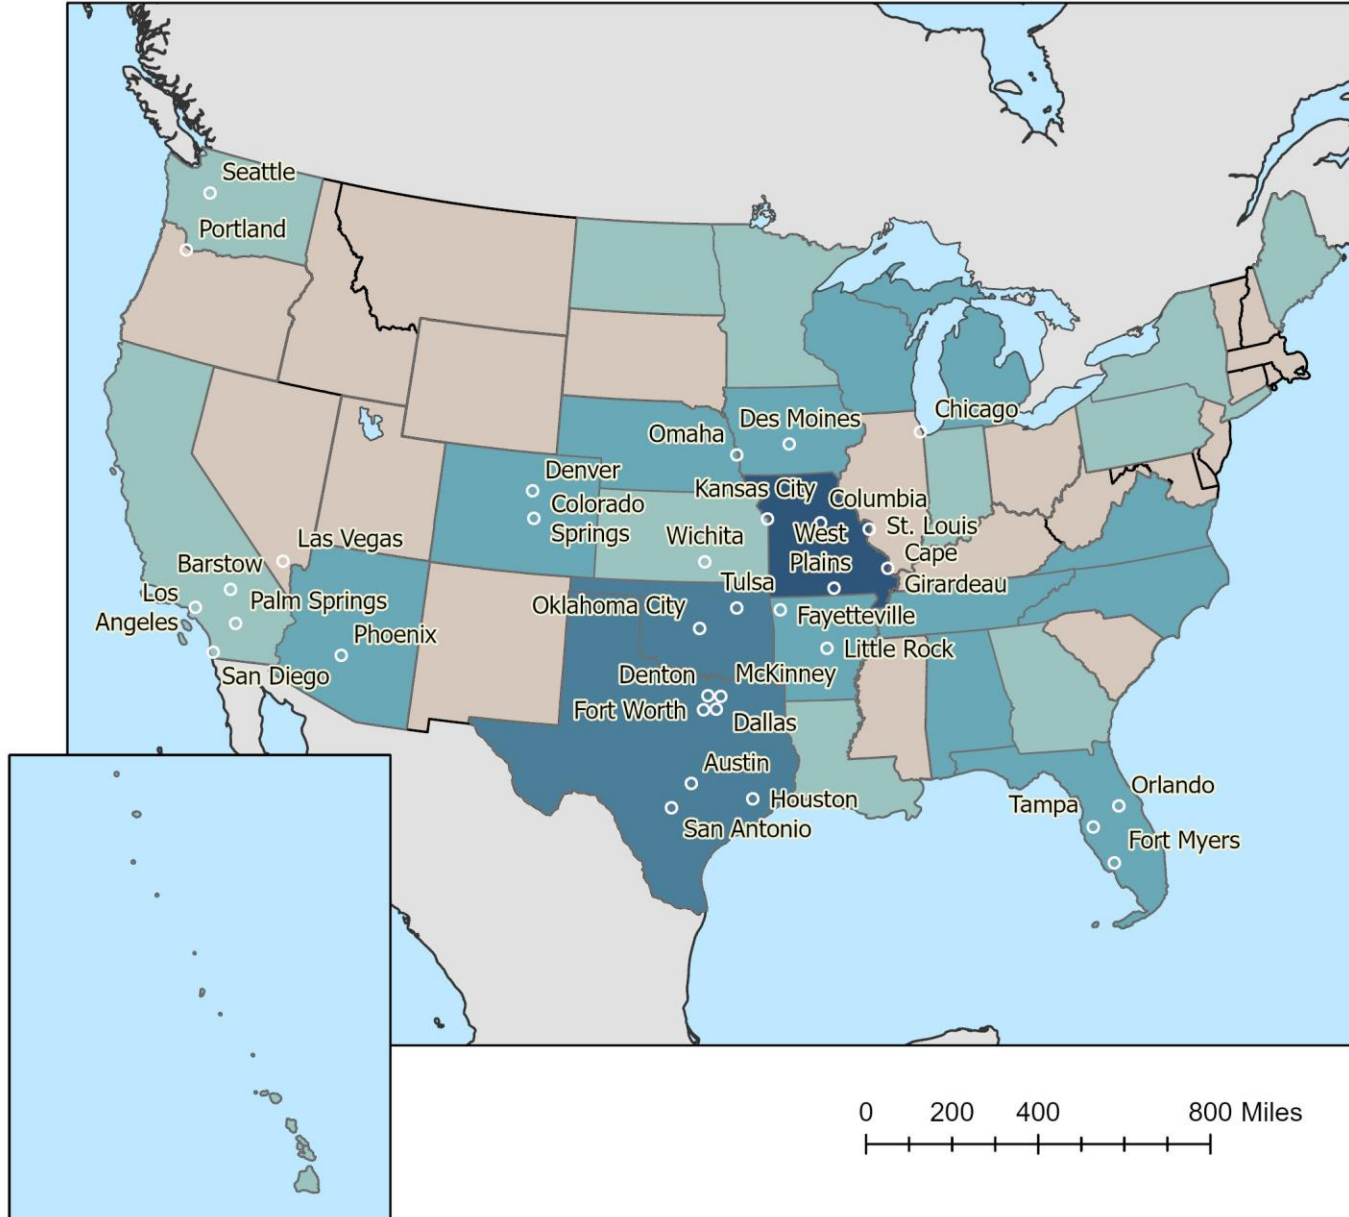 Seattle
Portland
Chicago
Des Moines
Omaha
Denver
Kansas City
Columbia
Colorado
Springs
St. Louis
Wichita
West
Plains
Cape
Girardeau
Las Vegas
Barstow
Los
Angeles
Palm Springs
Tulsa
Oklahoma City
Fayetteville
Phoenix
Little Rock
San Diego
Denton
McKinney
Fort Worth
Dallas
Austin
Houston
San Antonio
Orlando
Tampa
Fort Myers
0 200 400 800 Miles